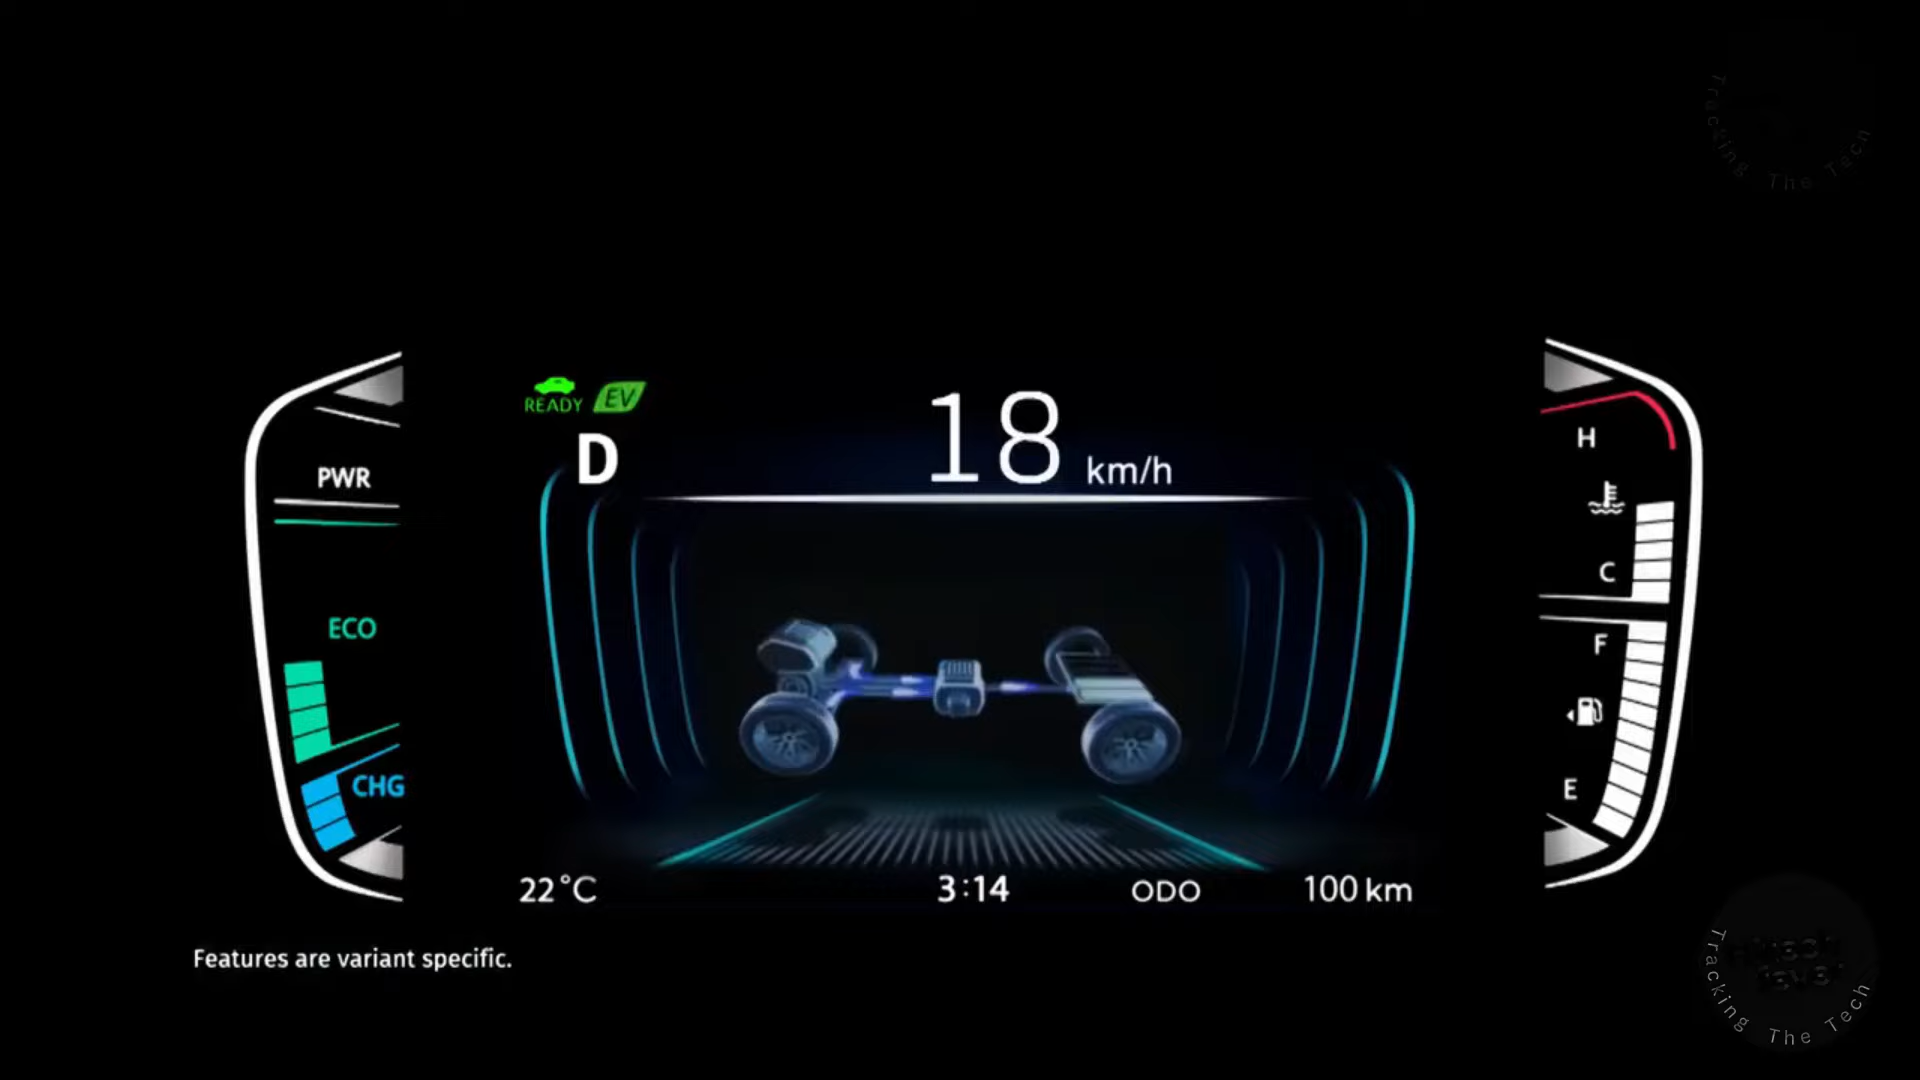 Tracking The Tech
READY EV
18 km/h
D
PWR
ECO
CHG
H
C
F
E
22°C 3:14 ODO 100 km
Features are variant specific.
Tracking The Tech